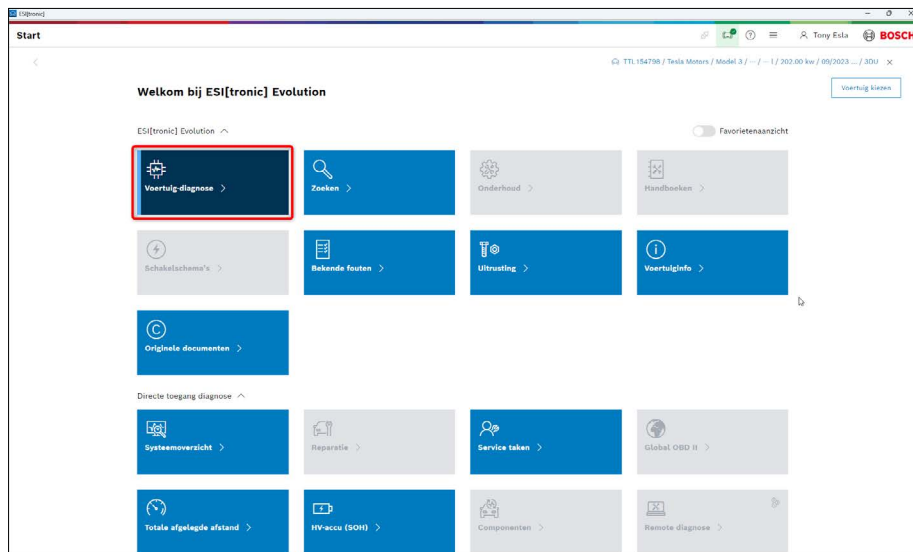 ESI[tronic]
Start
Tony Esla
BOSCH
TTL154798 / Tesla Motors / Model 3 / -- / -- l / 202.00 kw / 09/2023 ... / 3DU
Welkom bij ESI[tronic] Evolution
Voertuig kiezen
ESI[tronic] Evolution
Favorietenaanzicht
Voertuig-diagnose
Zoeken
Onderhoud
Handboeken
Schakelschema's
Bekende fouten
Uitrusting
Voertuiginfo
Originele documenten
Directe toegang diagnose
Systeemoverzicht
Reparatie
Service taken
Global OBD II
Totale afgelegde afstand
HV-accu (SOH)
Componenten
Remote diagnose